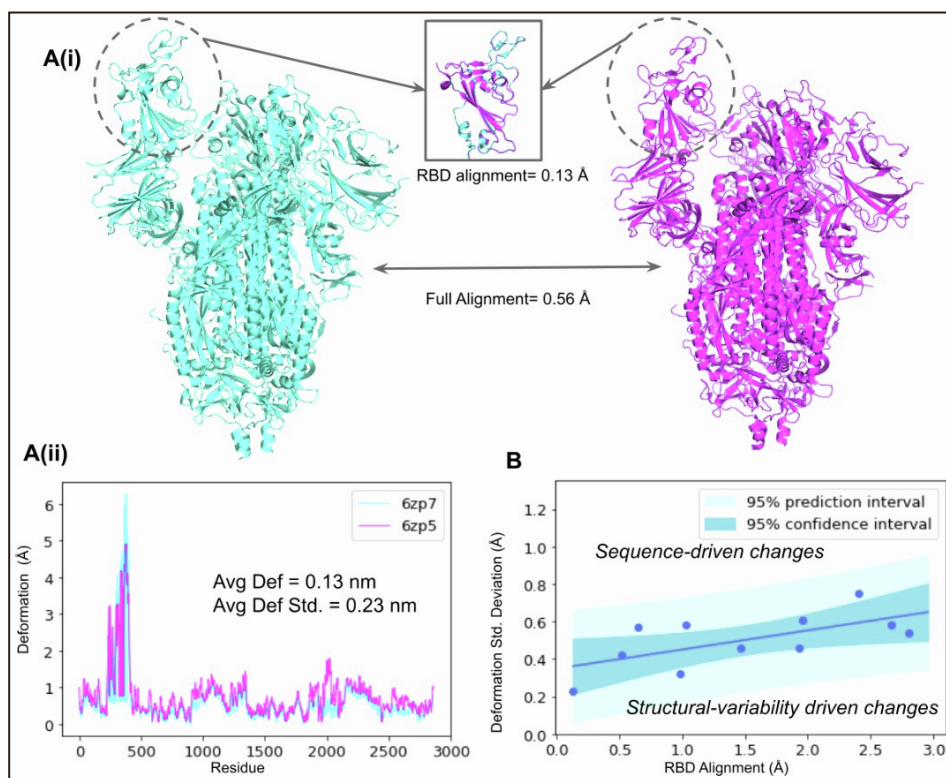 A(i)
RBD alignment= 0.13 Å
Full Alignment= 0.56 Å
A(ii)
6zp7
6zp5
Avg Def = 0.13 nm
Avg Def Std. = 0.23 nm
Deformation (Å)
6
5
4
3
2
1
0
0
500
1000
1500
2000
2500
3000
Residue
B
95% prediction interval
95% confidence interval
Sequence-driven changes
Structural-variability driven changes
Deformation Std. Deviation (Å)
1.2
1.0
0.8
0.6
0.4
0.2
0.0
0.0
0.5
1.0
1.5
2.0
2.5
3.0
RBD Alignment (Å)